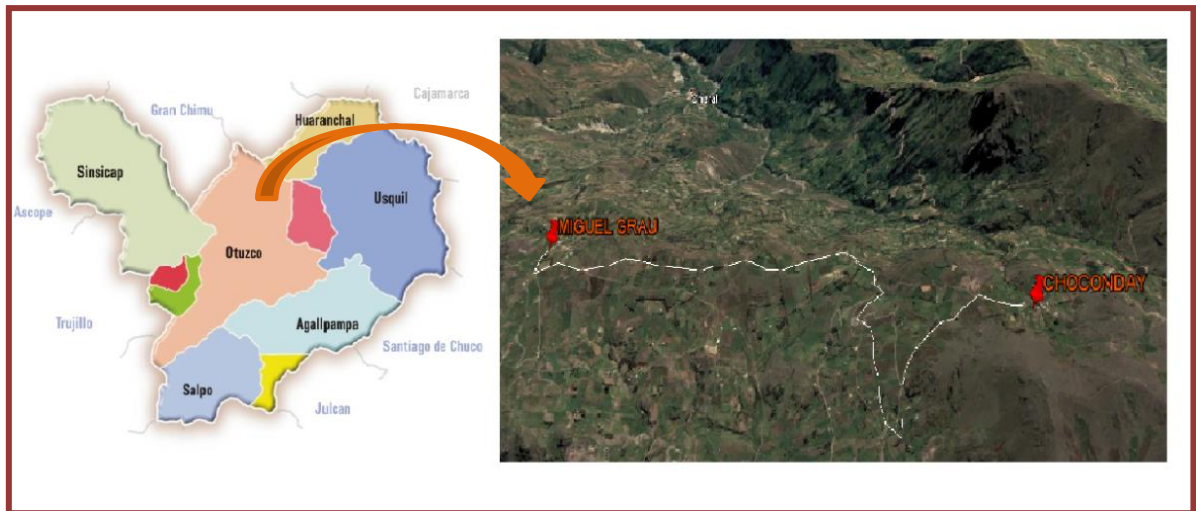 Cajamarca
Gran Chimu
Huaranchal
Sinsicap
Usquil
Ascope
Otuzco
Trujillo
Agallpampa
Santiago de Chuco
Salpo
Julcan
MIGUEL GRAU
CHOCONDAY